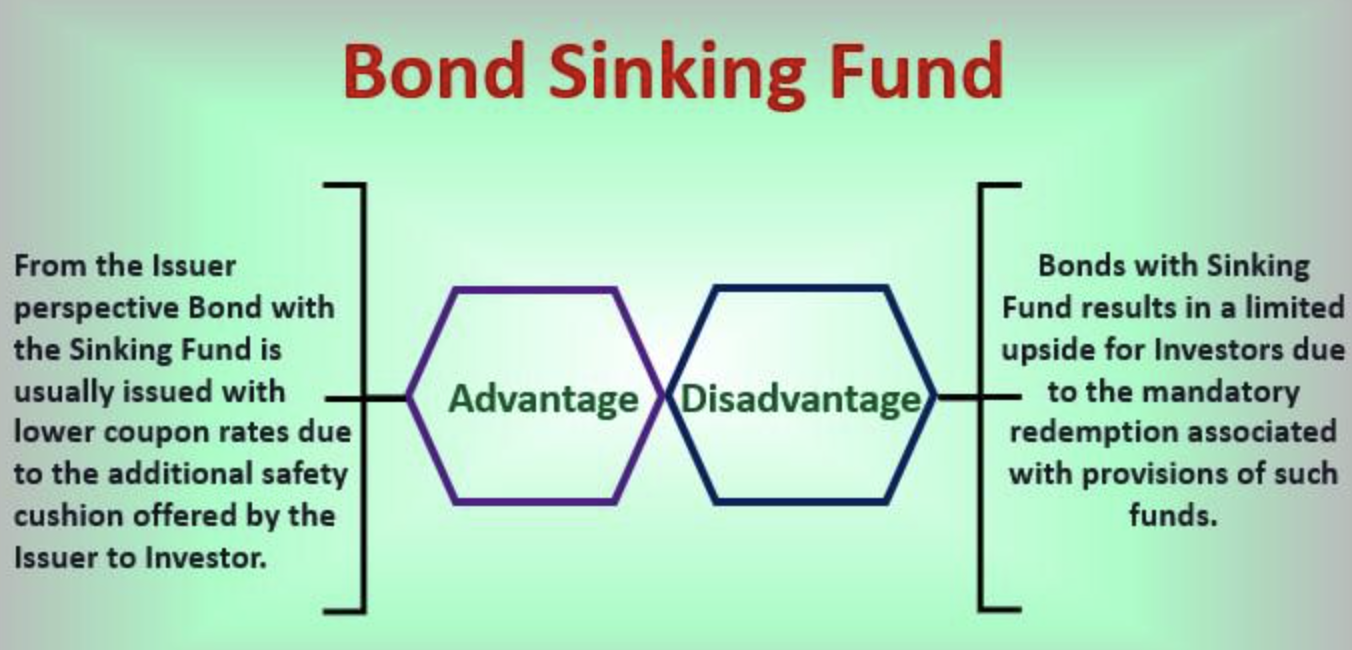 Bond Sinking Fund
From the Issuer
perspective Bond with
the Sinking Fund is
usually issued with
lower coupon rates due
to the additional safety
cushion offered by the
Issuer to Investor.
Advantage
Disadvantage
Bonds with Sinking
Fund results in a limited
upside for Investors due
to the mandatory
redemption associated
with provisions of such
funds.